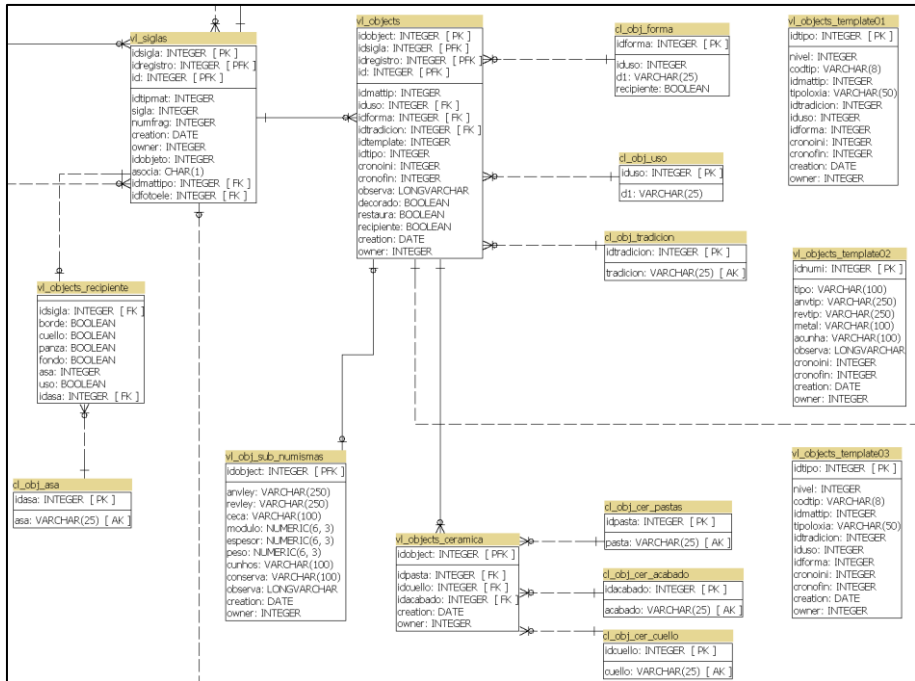 vl_siglas
idsigla: INTEGER [ PK ]
idregistro: INTEGER [ PFK ]
id: INTEGER [ PFK ]
idtipmat: INTEGER
sigla: INTEGER
numfrag: INTEGER
creation: DATE
owner: INTEGER
idobjeto: INTEGER
asocia: CHAR(1)
idmattipo: INTEGER [ FK ]
idfotoele: INTEGER [ FK ]
vl_objects
idobject: INTEGER [ PK ]
idsigla: INTEGER [ PFK ]
idregistro: INTEGER [ PFK ]
id: INTEGER [ PFK ]
idmattip: INTEGER
iduso: INTEGER [ FK ]
idforma: INTEGER [ FK ]
idtradicion: INTEGER [ FK ]
idtemplate: INTEGER
idtipo: INTEGER
cronoini: INTEGER
cronofin: INTEGER
observa: LONGVARCHAR
decorado: BOOLEAN
restaura: BOOLEAN
recipiente: BOOLEAN
creation: DATE
owner: INTEGER
cl_obj_forma
idforma: INTEGER [ PK ]
iduso: INTEGER
d1: VARCHAR(25)
recipiente: BOOLEAN
vl_objects_template01
idtipo: INTEGER [ PK ]
nivel: INTEGER
codtip: VARCHAR(8)
idmattip: INTEGER
tipoloxia: VARCHAR(50)
idtradicion: INTEGER
iduso: INTEGER
idforma: INTEGER
cronoini: INTEGER
cronofin: INTEGER
creation: DATE
owner: INTEGER
cl_obj_uso
iduso: INTEGER [ PK ]
d1: VARCHAR(25)
cl_obj_tradicion
idtradicion: INTEGER [ PK ]
tradicion: VARCHAR(25) [ AK ]
vl_objects_template02
idnumi: INTEGER [ PK ]
tipo: VARCHAR(100)
anvtip: VARCHAR(250)
revtip: VARCHAR(250)
metal: VARCHAR(100)
acunha: VARCHAR(100)
observa: LONGVARCHAR
cronoini: INTEGER
cronofin: INTEGER
creation: DATE
owner: INTEGER
vl_objects_recipiente
idsigla: INTEGER [ FK ]
borde: BOOLEAN
cuello: BOOLEAN
panza: BOOLEAN
fondo: BOOLEAN
asa: INTEGER
uso: BOOLEAN
idasa: INTEGER [ FK ]
cl_obj_asa
idasa: INTEGER [ PK ]
asa: VARCHAR(25) [ AK ]
vl_obj_sub_numismas
idobject: INTEGER [ PFK ]
anvley: VARCHAR(250)
revley: VARCHAR(250)
ceca: VARCHAR(100)
modulo: NUMERIC(6, 3)
espesor: NUMERIC(6, 3)
peso: NUMERIC(6, 3)
cunhos: VARCHAR(100)
conserva: VARCHAR(100)
observa: LONGVARCHAR
creation: DATE
owner: INTEGER
vl_objects_ceramica
idobject: INTEGER [ PFK ]
idpasta: INTEGER [ FK ]
idcuello: INTEGER [ FK ]
idacabado: INTEGER [ FK ]
creation: DATE
owner: INTEGER
cl_obj_cer_pastas
idpasta: INTEGER [ PK ]
pasta: VARCHAR(25) [ AK ]
cl_obj_cer_acabado
idacabado: INTEGER [ PK ]
acabado: VARCHAR(25) [ AK ]
cl_obj_cer_cuello
idcuello: INTEGER [ PK ]
cuello: VARCHAR(25) [ AK ]
vl_objects_template03
idtipo: INTEGER [ PK ]
nivel: INTEGER
codtip: VARCHAR(8)
idmattip: INTEGER
tipoloxia: VARCHAR(50)
idtradicion: INTEGER
iduso: INTEGER
idforma: INTEGER
cronoini: INTEGER
cronofin: INTEGER
creation: DATE
owner: INTEGER